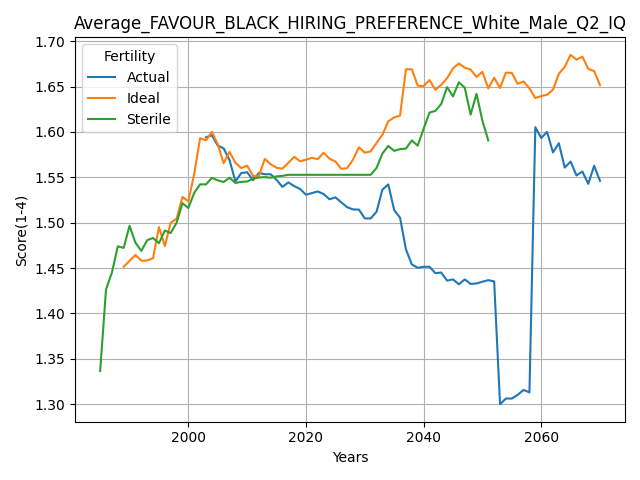 Average_FAVOUR_BLACK_HIRING_PREFERENCE_White_Male_Q2_IQ
Fertility
Actual
Ideal
Sterile
Score(1-4)
1.70
1.65
1.60
1.55
1.50
1.45
1.40
1.35
1.30
2000
2020
2040
2060
Years